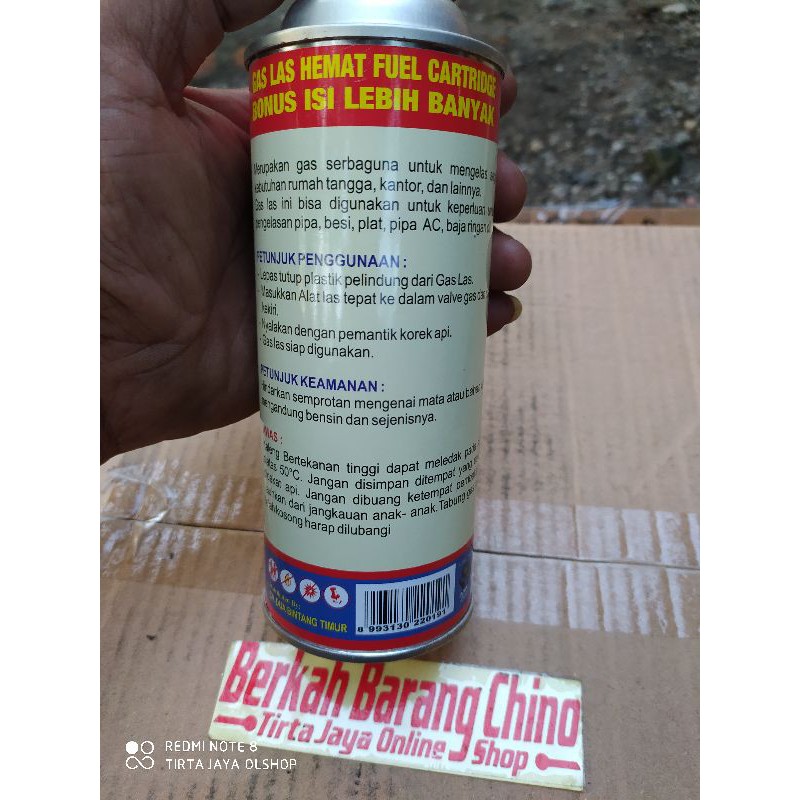 GAS LAS HEMAT FUEL CARTRIDGE
BONUS ISI LEBIH BANYAK
Merupakan gas serbaguna untuk mengelas
kebutuhan rumah tangga, kantor, dan lainnya.
Gas las ini bisa digunakan untuk keperluan
pengelasan pipa, besi, plat, pipa AC, baja ringan
PETUNJUK PENGGUNAAN :
- Lepas tutup plastik pelindung dari Gas Las.
- Masukkan Alat las tepat ke dalam valve gas dan
kekiri.
- Nyalakan dengan pemantik korek api.
- Gas las siap digunakan.
PETUNJUK KEAMANAN :
semprotan mengenai mata atau
mengandung bensin dan sejenisnya.
AWAS :
Kaleng Bertekanan tinggi dapat meledak pada
50°C. Jangan disimpan ditempat yang
api. Jangan dibuang ketempat
dari jangkauan anak- anak. Tabung
kosong harap dilubangi
BINTANG TIMUR
8 993130 220191
Berkah Barang Chino
Tirta Jaya Online Shop
REDMI NOTE 8
TIRTA JAYA OLSHOP